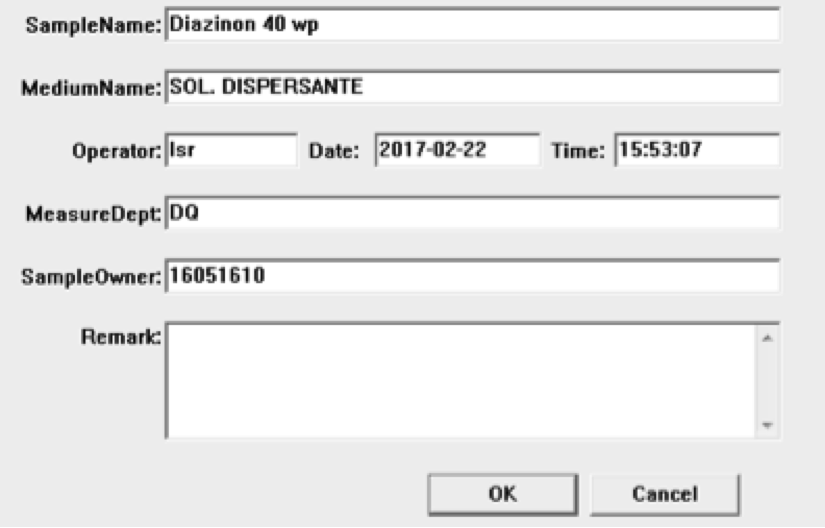 SampleName: Diazinon 40 wp
MediumName: SOL. DISPERSANTE
Operator: lsr Date: 2017-02-22 Time: 15:53:07
MeasureDept: DQ
SampleOwner: 16051610
Remark:
OK Cancel